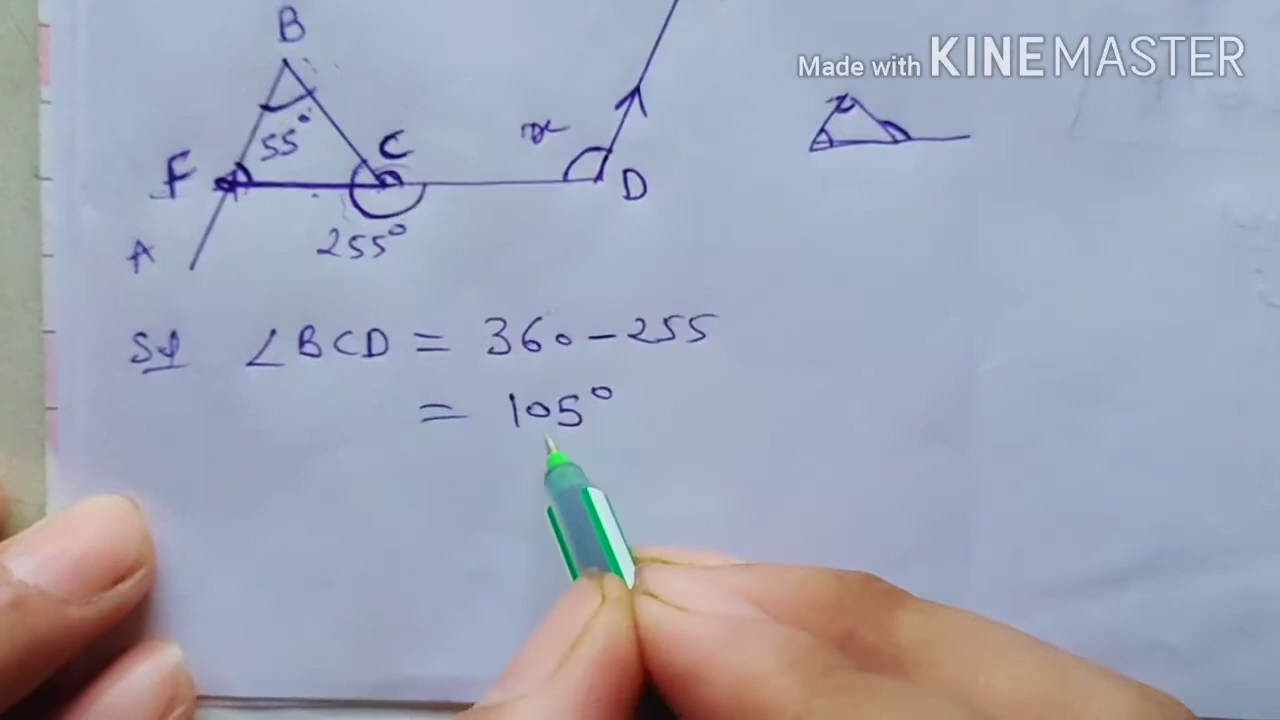 Made with KINEMASTER
B
55°
x
C
F
D
A
255°
Sol ∠BCD = 360 - 255
= 105°